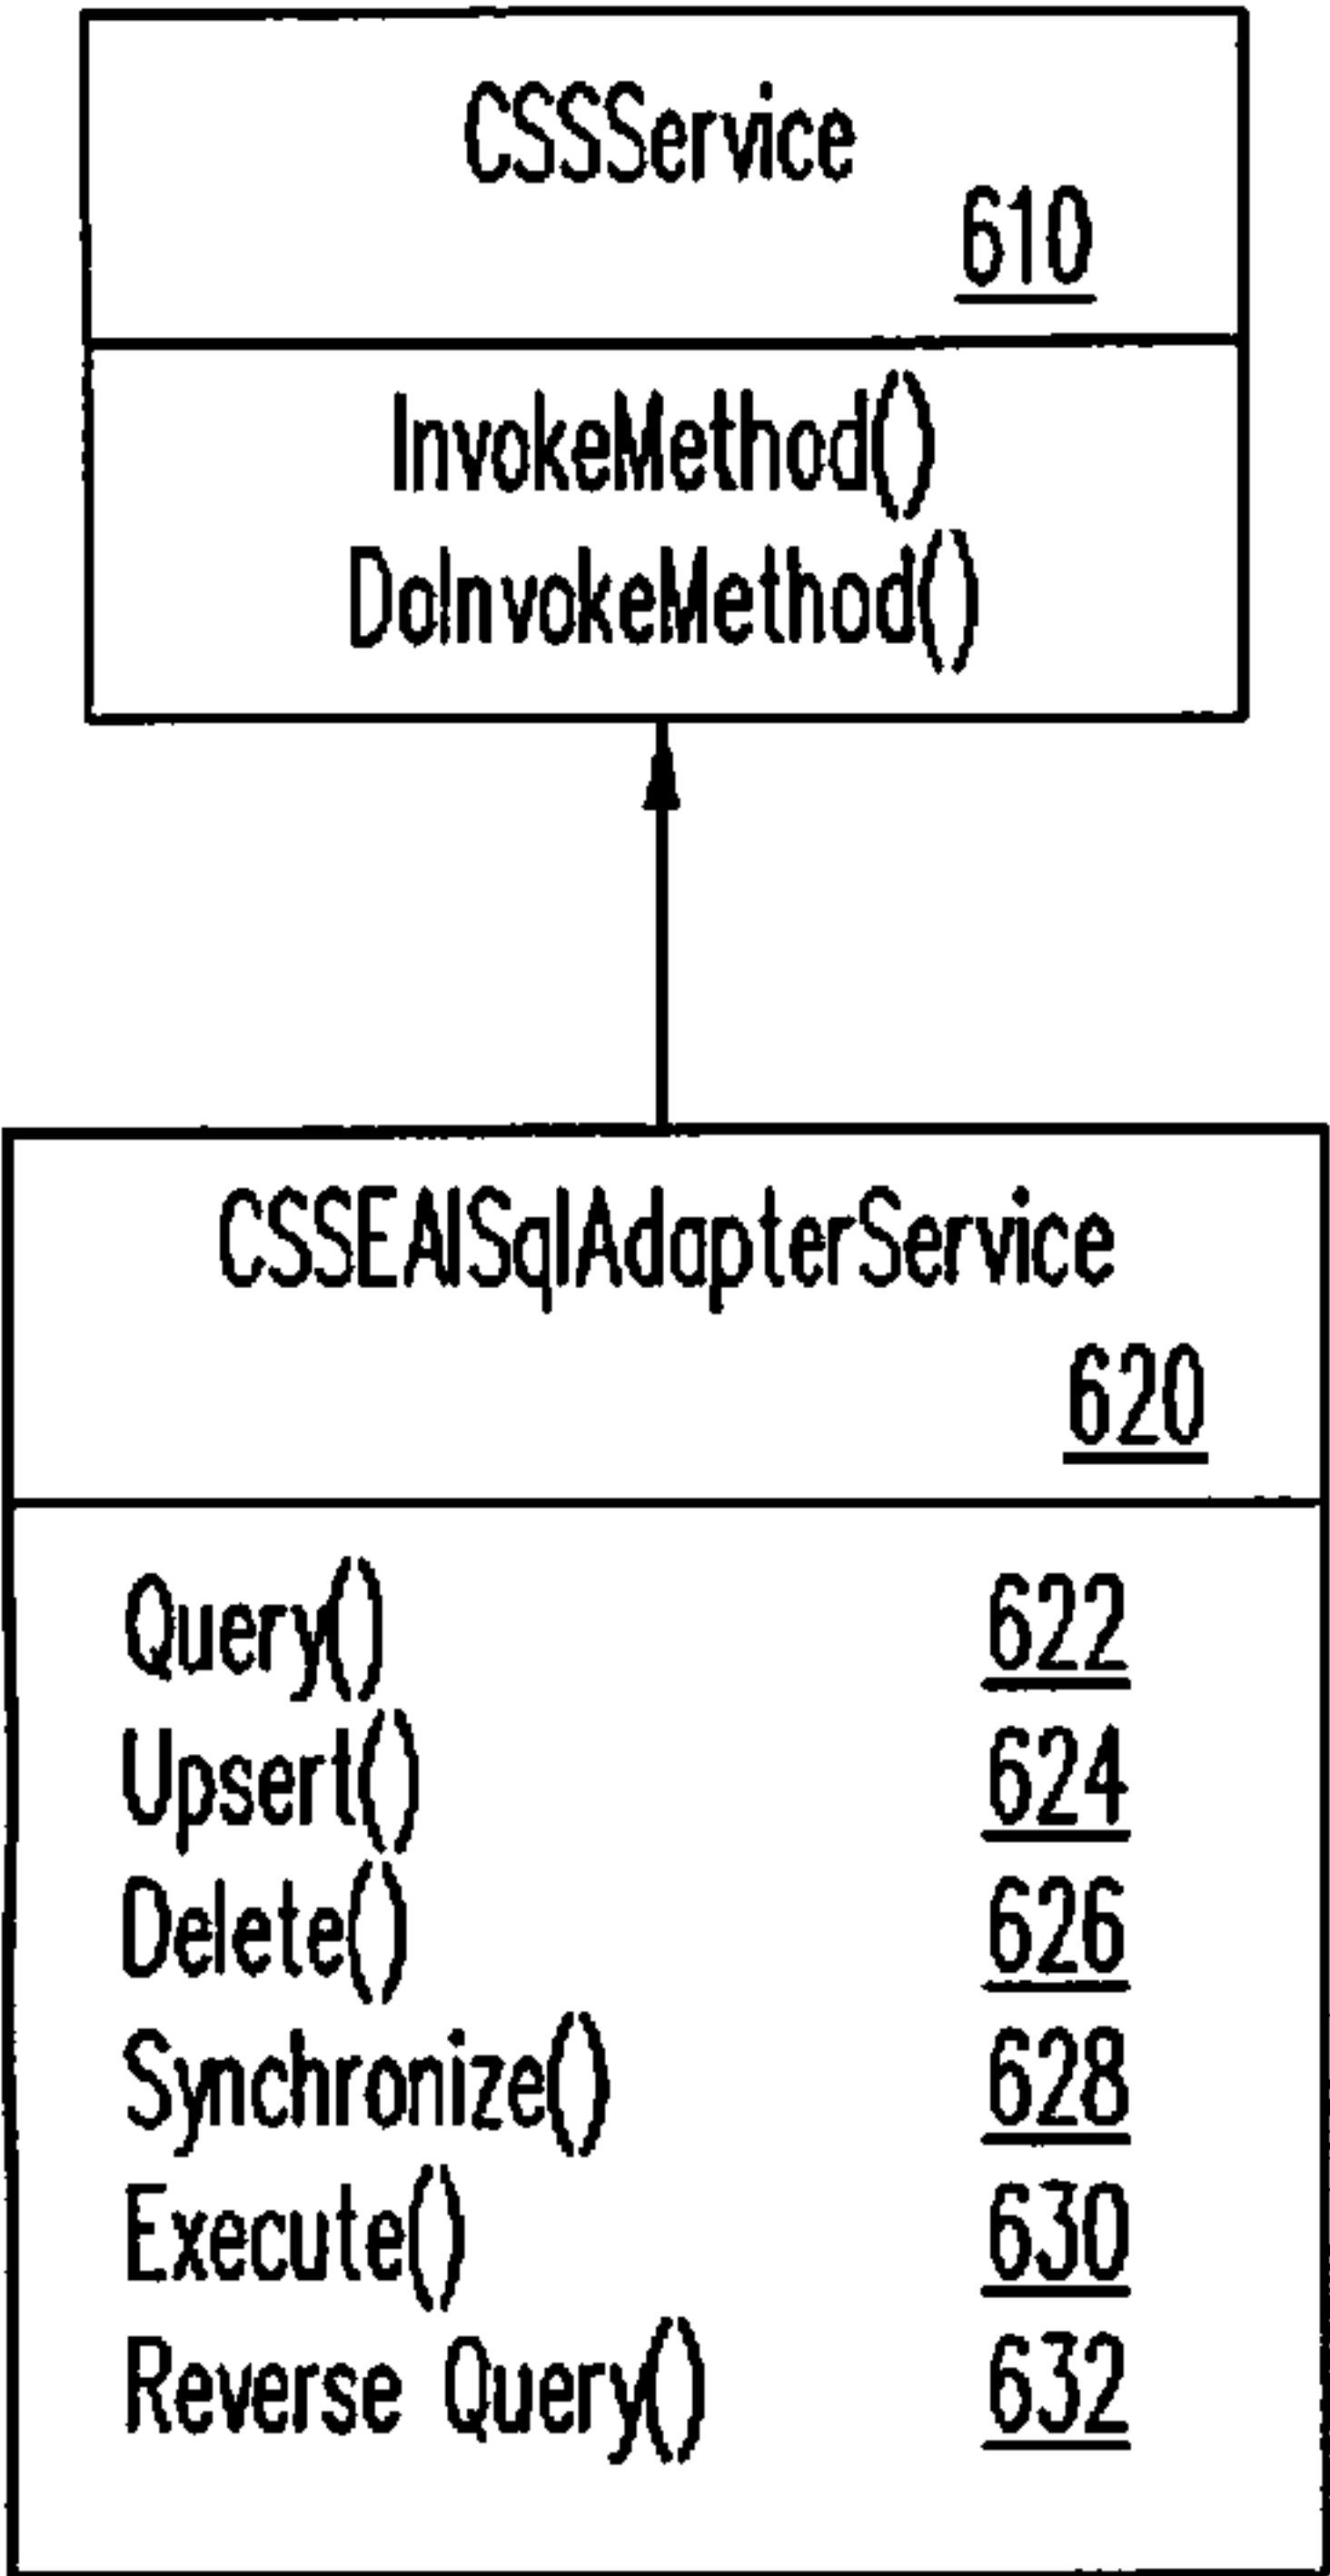 CSSService
610
InvokeMethod()
DoInvokeMethod()
CSSEAISqlAdapterService
620
Query() 622
Upsert() 624
Delete() 626
Synchronize() 628
Execute() 630
Reverse Query() 632